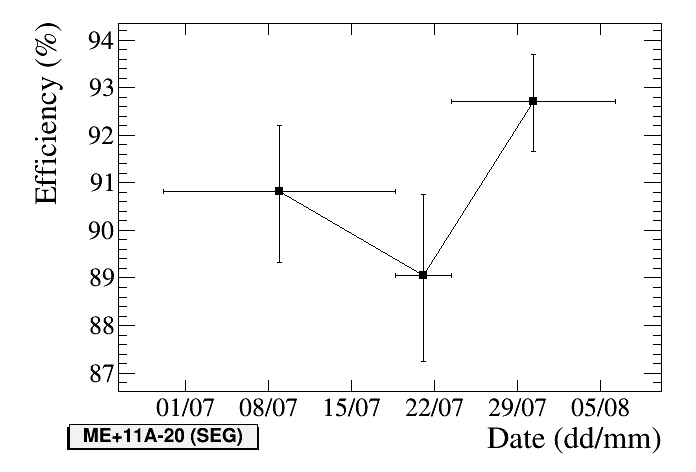 Efficiency (%)
94
93
92
91
90
89
88
87
01/07 08/07 15/07 22/07 29/07 05/08
ME+11A-20 (SEG)
Date (dd/mm)